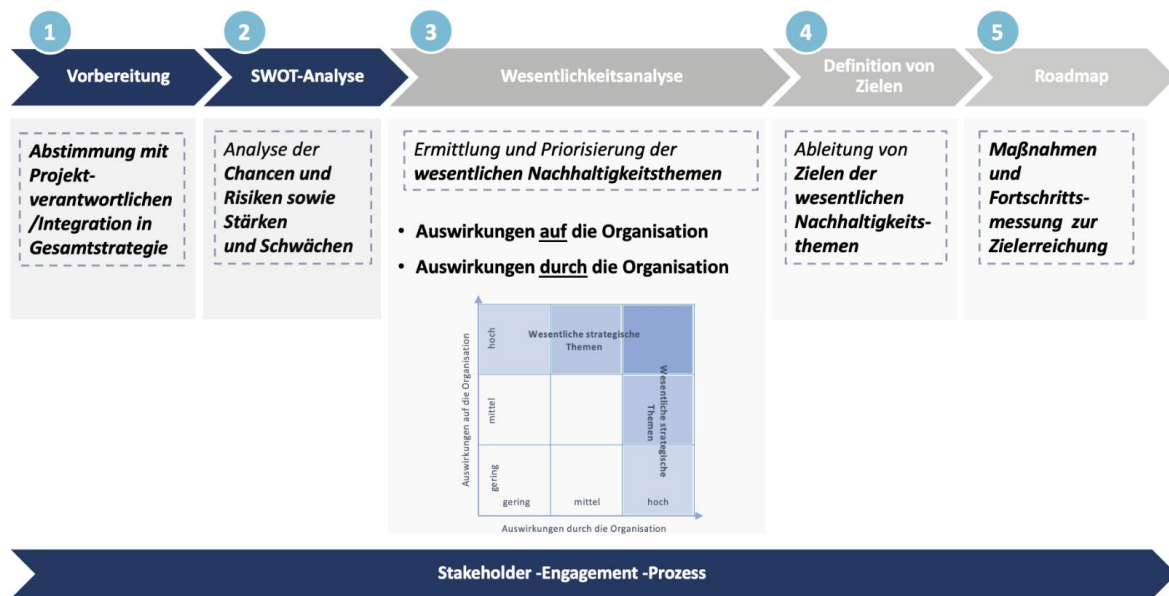 1
Vorbereitung
2
SWOT-Analyse
3
Wesentlichkeitsanalyse
4
Definition von
Zielen
5
Roadmap
Abstimmung mit
Projekt-
verantwortlichen
/Integration in
Gesamtstrategie
Analyse der
Chancen und
Risiken sowie
Stärken
und Schwächen
Ermittlung und Priorisierung der
wesentlichen Nachhaltigkeitsthemen
• Auswirkungen auf die Organisation
• Auswirkungen durch die Organisation
Auswirkungen auf die Organisation
hoch
mittel
gering
Wesentliche strategische
Themen
Wesentliche strategische
Themen
gering
mittel
hoch
Auswirkungen durch die Organisation
Ableitung von
Zielen der
wesentlichen
Nachhaltigkeits-
themen
Maßnahmen
und
Fortschritts-
messung zur
Zielerreichung
Stakeholder -Engagement -Prozess